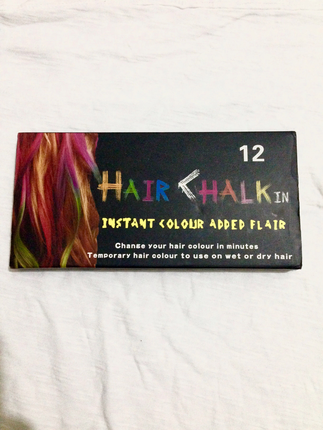 12
HAIR CHALKIN
INSTANT COLOUR ADDED FLAIR
Change your hair colour in minutes
Temporary hair colour to use on wet or dry hair